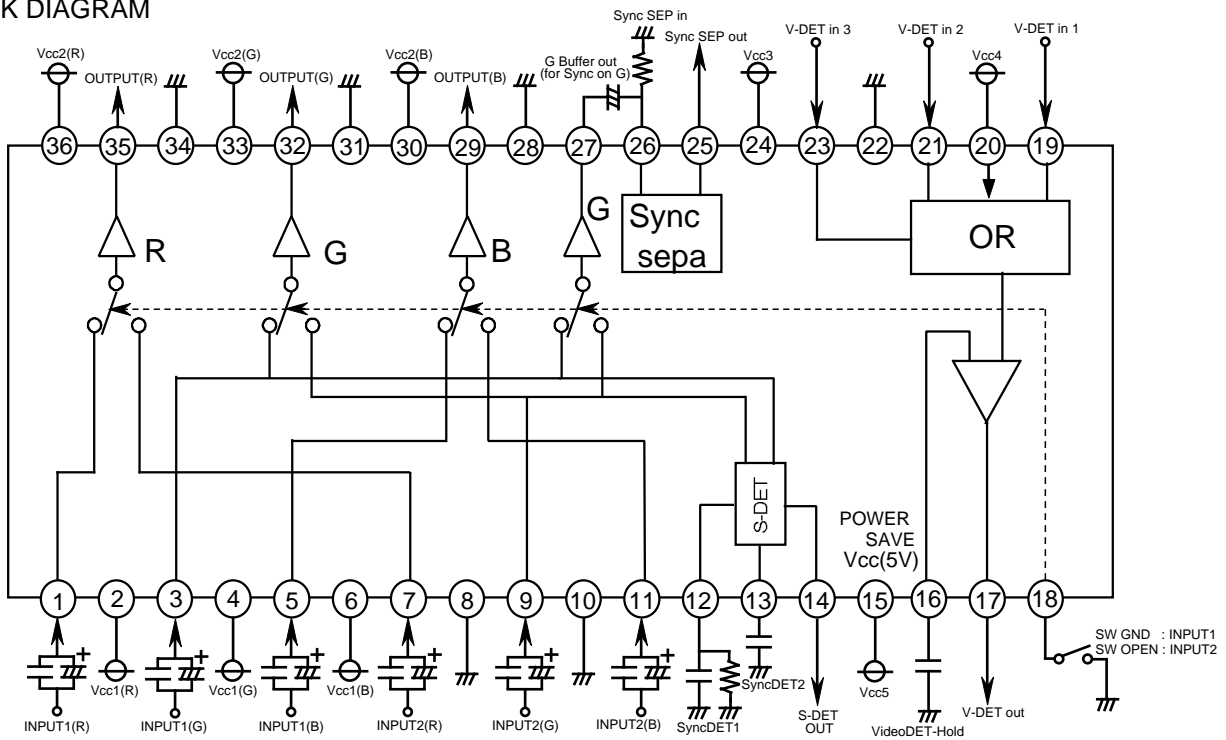 K DIAGRAM
Sync SEP in
Sync SEP out
V-DET in 3
V-DET in 2
V-DET in 1
Vcc2(R)
OUTPUT(R)
Vcc2(G)
OUTPUT(G)
Vcc2(B)
OUTPUT(B)
G Buffer out
(for Sync on G)
Vcc3
Vcc4
36 35 34 33 32 31 30 29 28 27 26 25 24 23 22 21 20 19
R
G
B
G
Sync
sepa
OR
S-DET
POWER
SAVE
Vcc(5V)
1 2 3 4 5 6 7 8 9 10 11 12 13 14 15 16 17 18
+ + + + + +
SW GND : INPUT1
SW OPEN : INPUT2
INPUT1(R)
Vcc1(R)
INPUT1(G)
Vcc1(G)
INPUT1(B)
Vcc1(B)
INPUT2(R)
INPUT2(G)
INPUT2(B)
SyncDET1
SyncDET2
S-DET
OUT
Vcc5
VideoDET-Hold
V-DET out